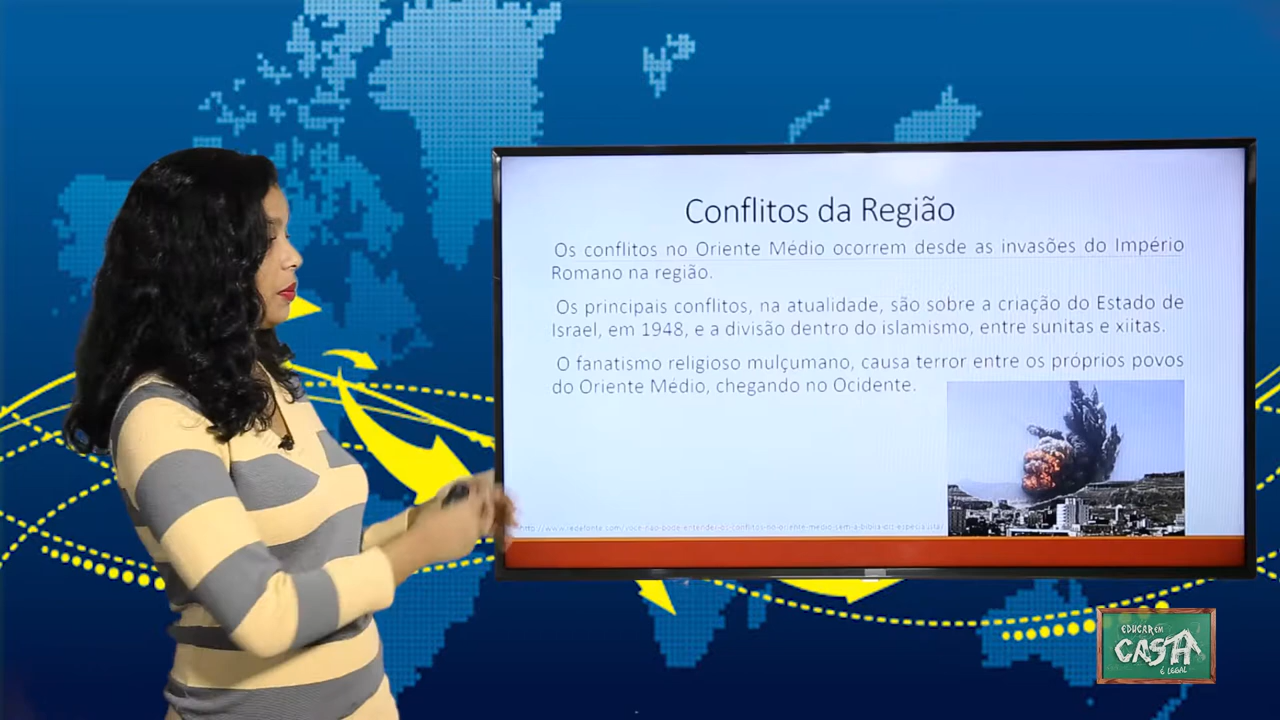 Conflitos da Região
Os conflitos no Oriente Médio ocorrem desde as invasões do Império
Romano na região.
Os principais conflitos, na atualidade, são sobre a criação do Estado de
Israel, em 1948, e a divisão dentro do islamismo, entre sunitas e xiitas.
O fanatismo religioso mulçumano, causa terror entre os próprios povos
do Oriente Médio, chegando no Ocidente.
EDUCAR EM
CASA
É LEGAL